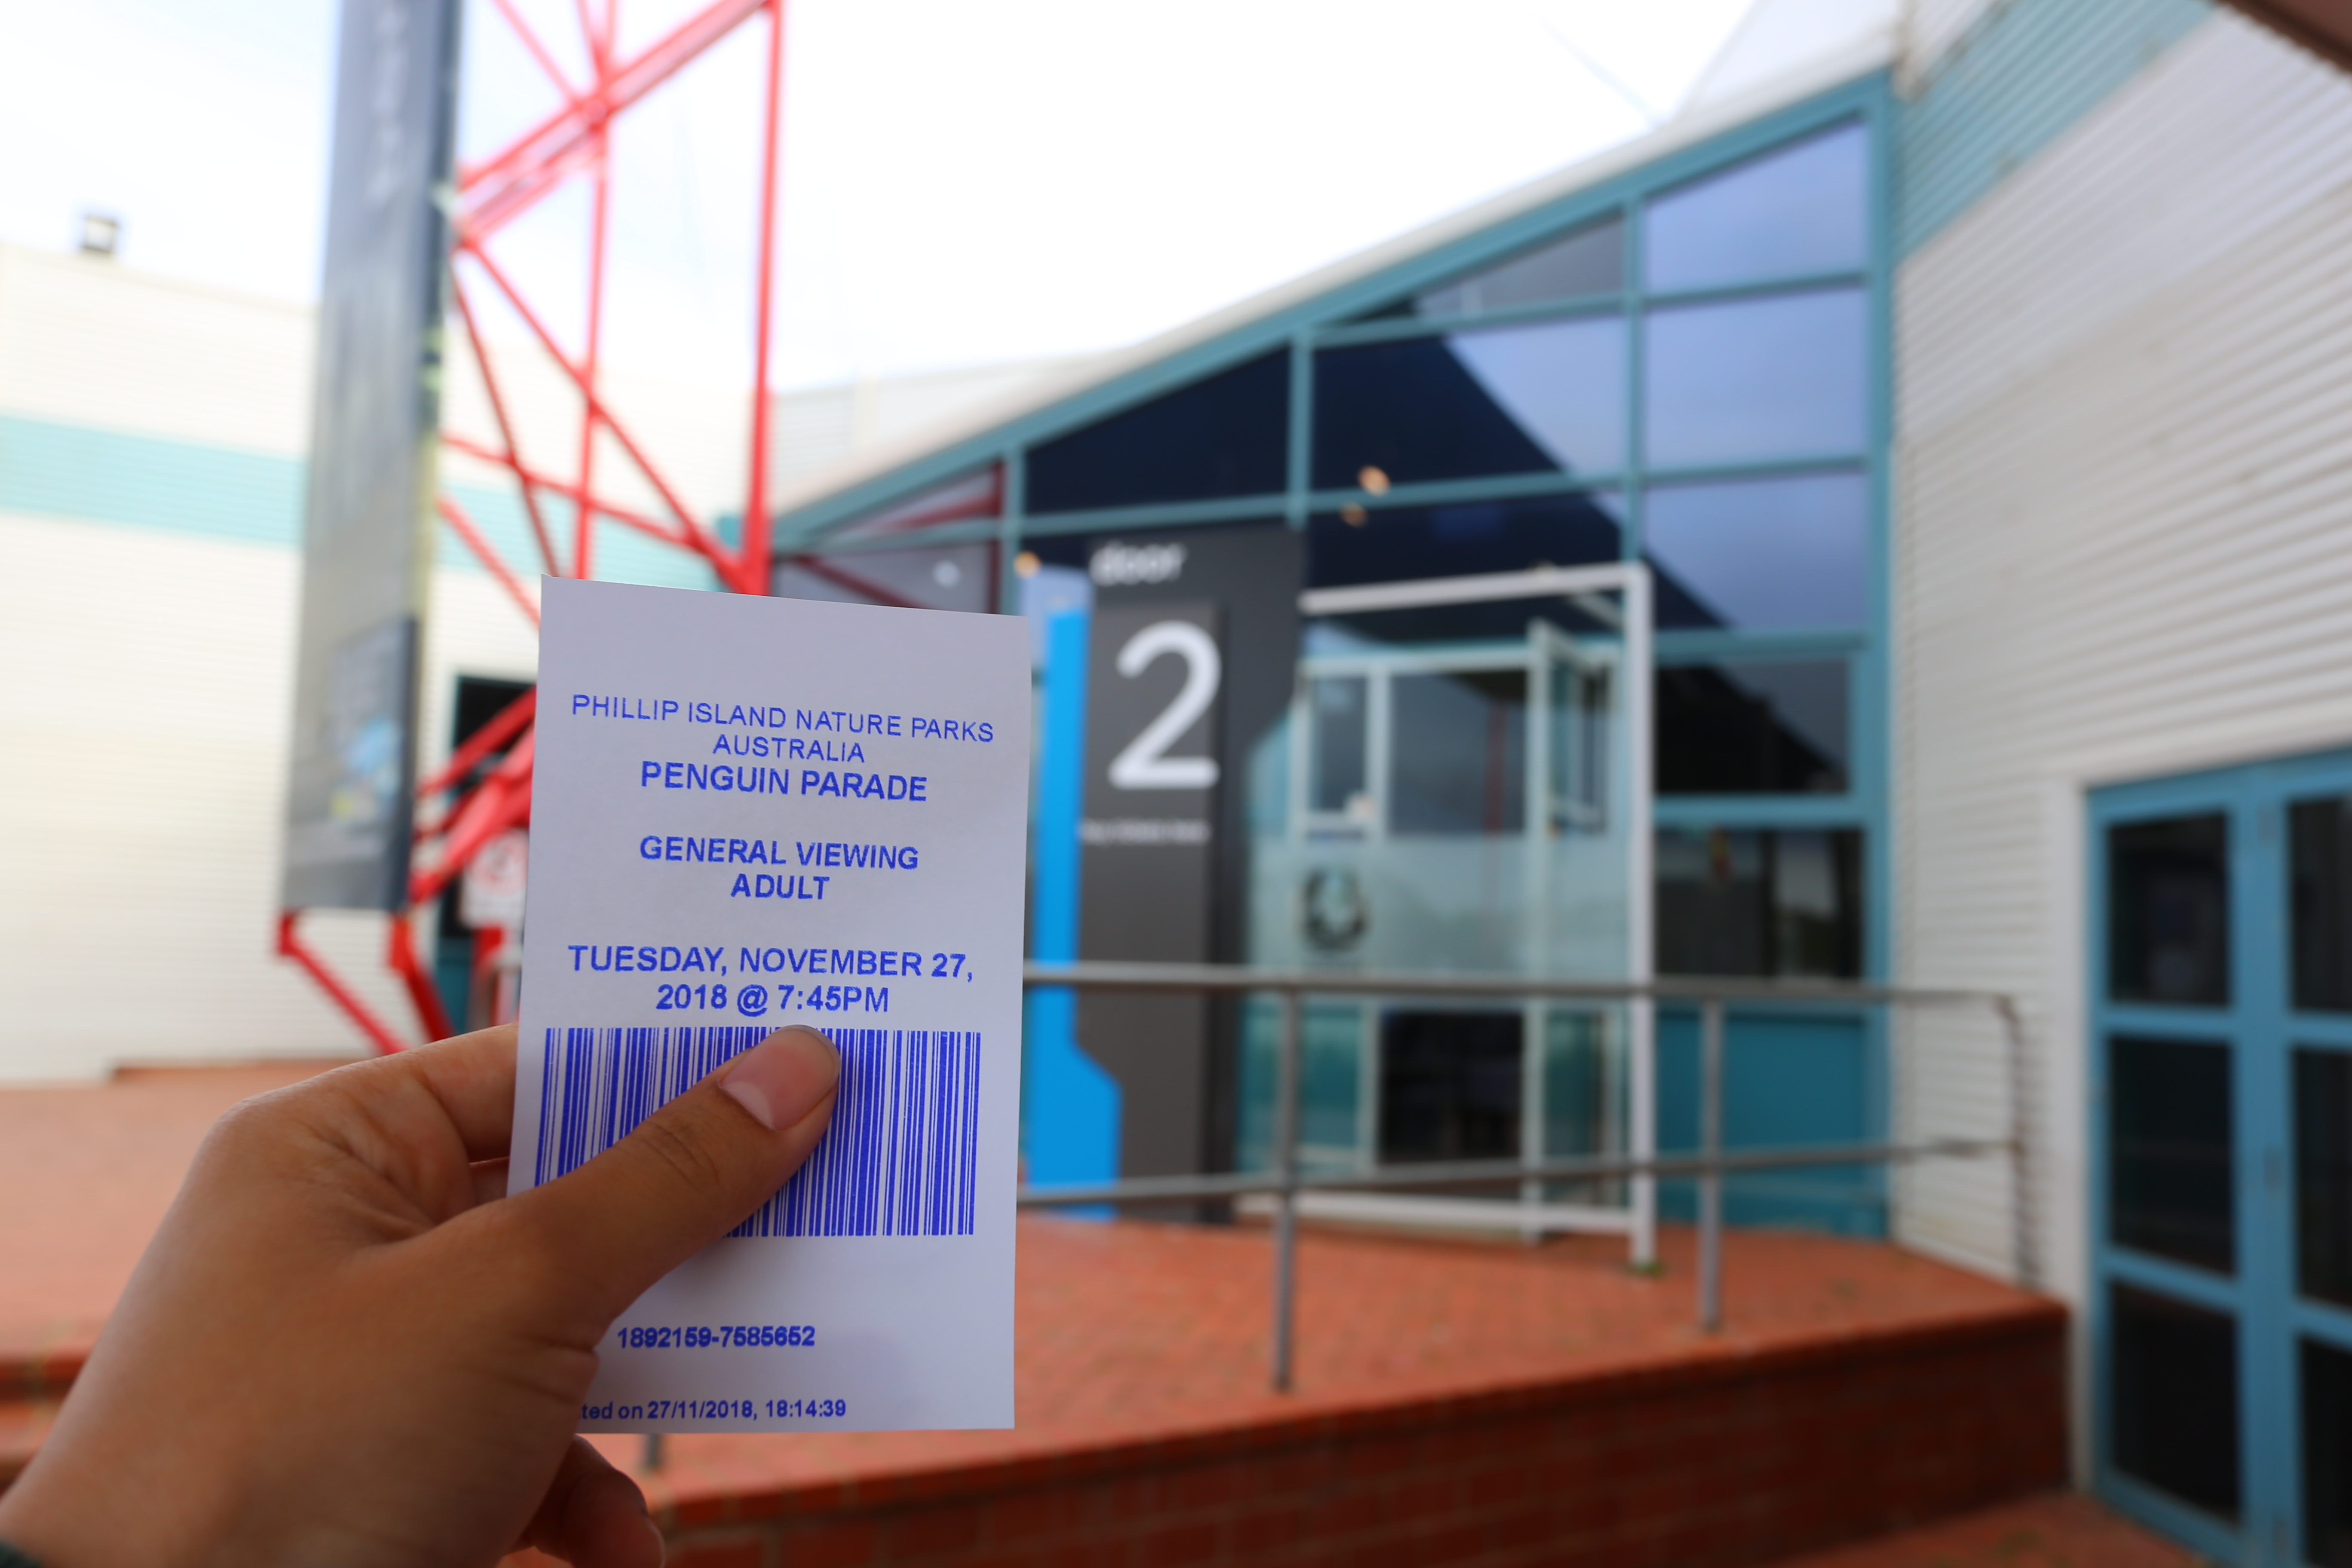 door
2
PHILLIP ISLAND NATURE PARKS
AUSTRALIA
PENGUIN PARADE
GENERAL VIEWING
ADULT
TUESDAY, NOVEMBER 27,
2018 @ 7:45PM
1892159-7585652
ted on 27/11/2018, 18:14:39